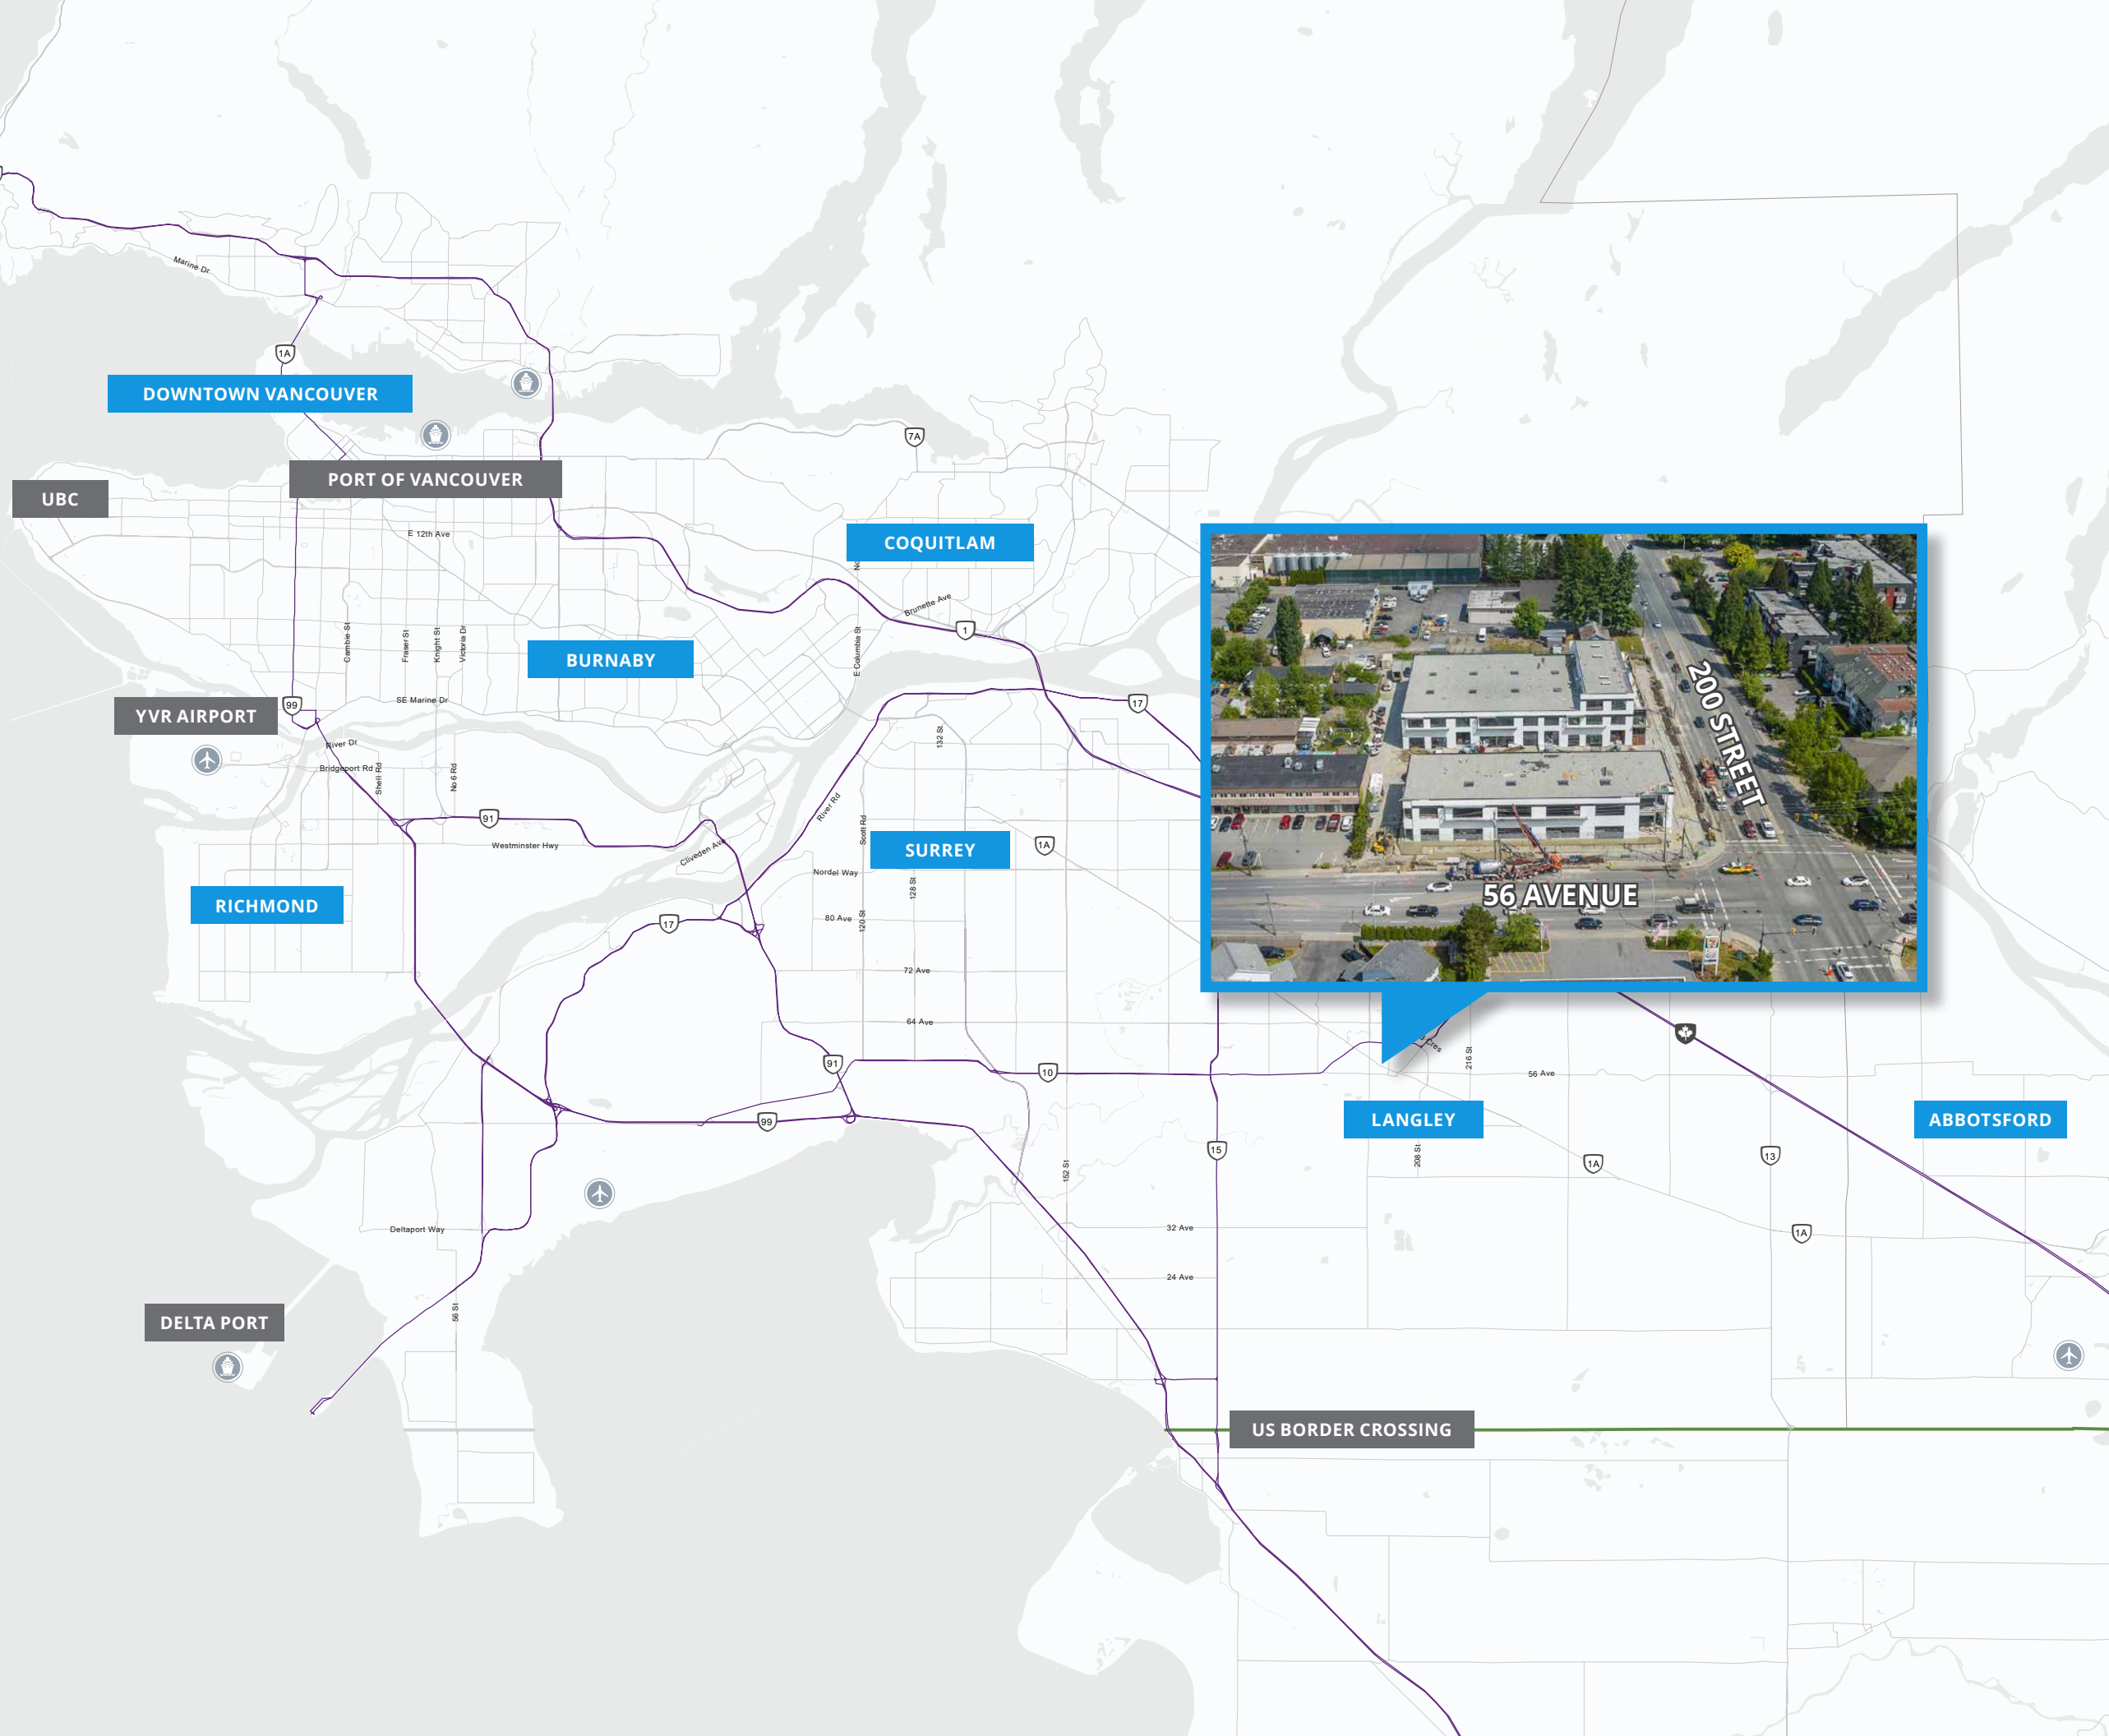 Marine Dr
1A
DOWNTOWN VANCOUVER
7A
PORT OF VANCOUVER
UBC
E 12th Ave
COQUITLAM
No
Brunette Ave
1
Cambie St
Fraser St
Knight St
Victoria Dr
E Columbia St
BURNABY
SE Marine Dr
99
17
YVR AIRPORT
132 St
River Dr
Bridgeport Rd
Shell Rd
No 6 Rd
200 STREET
River Rd
91
Scott Rd
Westminster Hwy
Cliveden Ave
SURREY
1A
Nordel Way
128 St
56 AVENUE
RICHMOND
17
80 Ave
120 St
72 Ave
64 Ave
Cres
216 St
91
10
56 Ave
99
LANGLEY
ABBOTSFORD
15
208 St
1A
13
152 St
Deltaport Way
32 Ave
1A
24 Ave
56 St
DELTA PORT
US BORDER CROSSING